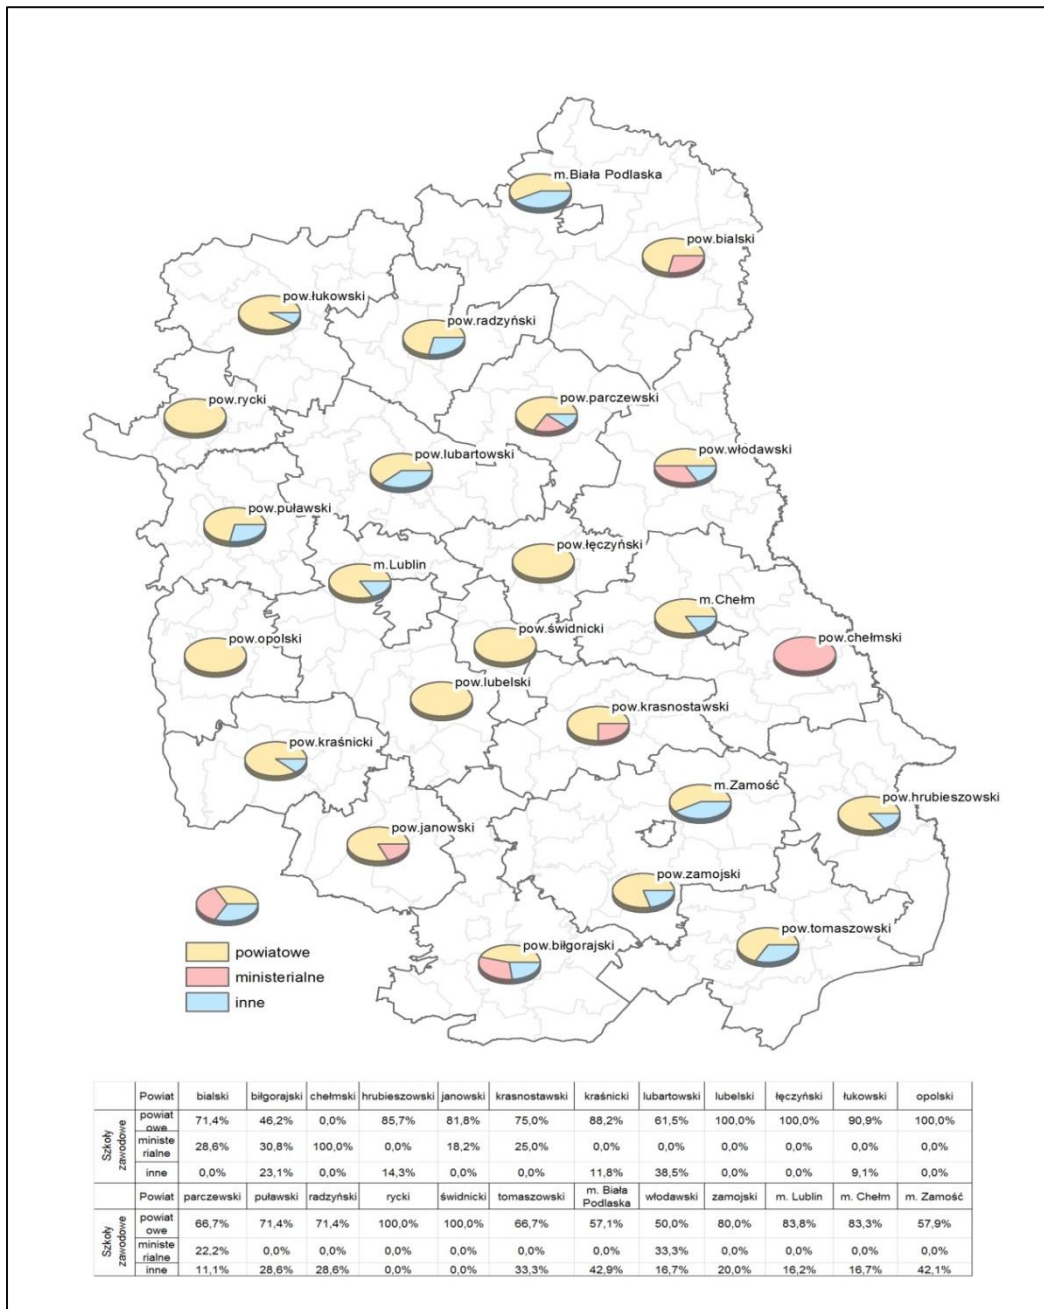 m.Biała Podlaska
pow.bialski
pow.łukowski
pow.radzyński
pow.rycki
pow.parczewski
pow.lubartowski
pow.włodawski
pow.puławski
pow.łęczyński
m.Lublin
m.Chełm
pow.opolski
pow.świdnicki
pow.chełmski
pow.lubelski
pow.krasnostawski
pow.kraśnicki
m.Zamość
pow.hrubieszowski
pow.janowski
pow.zamojski
pow.tomaszowski
pow.biłgorajski
powiatowe
ministerialne
inne
Powiat bialski biłgorajski chełmski hrubieszowski janowski krasnostawski kraśnicki lubartowski lubelski łęczyński łukowski opolski
Szkoły
zawodowe
powiat
owe 71,4% 46,2% 0,0% 85,7% 81,8% 75,0% 88,2% 61,5% 100,0% 100,0% 90,9% 100,0%
ministe
rialne 28,6% 30,8% 100,0% 0,0% 18,2% 25,0% 0,0% 0,0% 0,0% 0,0% 0,0% 0,0%
inne 0,0% 23,1% 0,0% 14,3% 0,0% 0,0% 11,8% 38,5% 0,0% 0,0% 9,1% 0,0%
Powiat parczewski puławski radzyński rycki świdnicki tomaszowski m. Biała
Podlaska włodawski zamojski m. Lublin m. Chełm m. Zamość
Szkoły
zawodowe
powiat
owe 66,7% 71,4% 71,4% 100,0% 100,0% 66,7% 57,1% 50,0% 80,0% 83,8% 83,3% 57,9%
ministe
rialne 22,2% 0,0% 0,0% 0,0% 0,0% 0,0% 0,0% 33,3% 0,0% 0,0% 0,0% 0,0%
inne 11,1% 28,6% 28,6% 0,0% 0,0% 33,3% 42,9% 16,7% 20,0% 16,2% 16,7% 42,1%